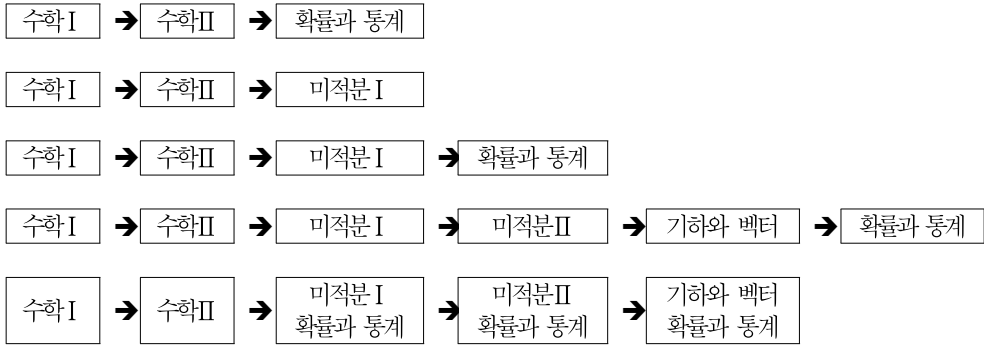 수학Ⅰ ➔ 수학Ⅱ ➔ 확률과 통계
수학Ⅰ ➔ 수학Ⅱ ➔ 미적분Ⅰ
수학Ⅰ ➔ 수학Ⅱ ➔ 미적분Ⅰ ➔ 확률과 통계
수학Ⅰ ➔ 수학Ⅱ ➔ 미적분Ⅰ ➔ 미적분Ⅱ ➔ 기하와 벡터 ➔ 확률과 통계
수학Ⅰ ➔ 수학Ⅱ ➔ 미적분Ⅰ ➔ 미적분Ⅱ ➔ 기하와 벡터
확률과 통계 확률과 통계 확률과 통계